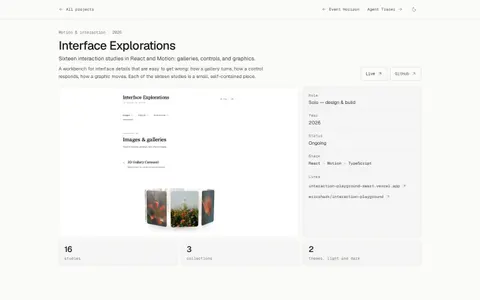 ← All projects
← Event Horizon
Agent Traces →
Motion & interaction · 2026
Interface Explorations
Sixteen interaction studies in React and Motion: galleries, controls, and graphics.
A workbench for interface details that are easy to get wrong: how a gallery turns, how a control
responds, how a graphic moves. Each of the sixteen studies is a small, self-contained piece.
Live ↗
GitHub ↗
Interface Explorations
Images & galleries
3D Gallery Carousel
Role
Solo — design & build
Year
2026
Status
Ongoing
Stack
React · Motion · TypeScript
Links
16
studies
3
collections
2
themes, light and dark